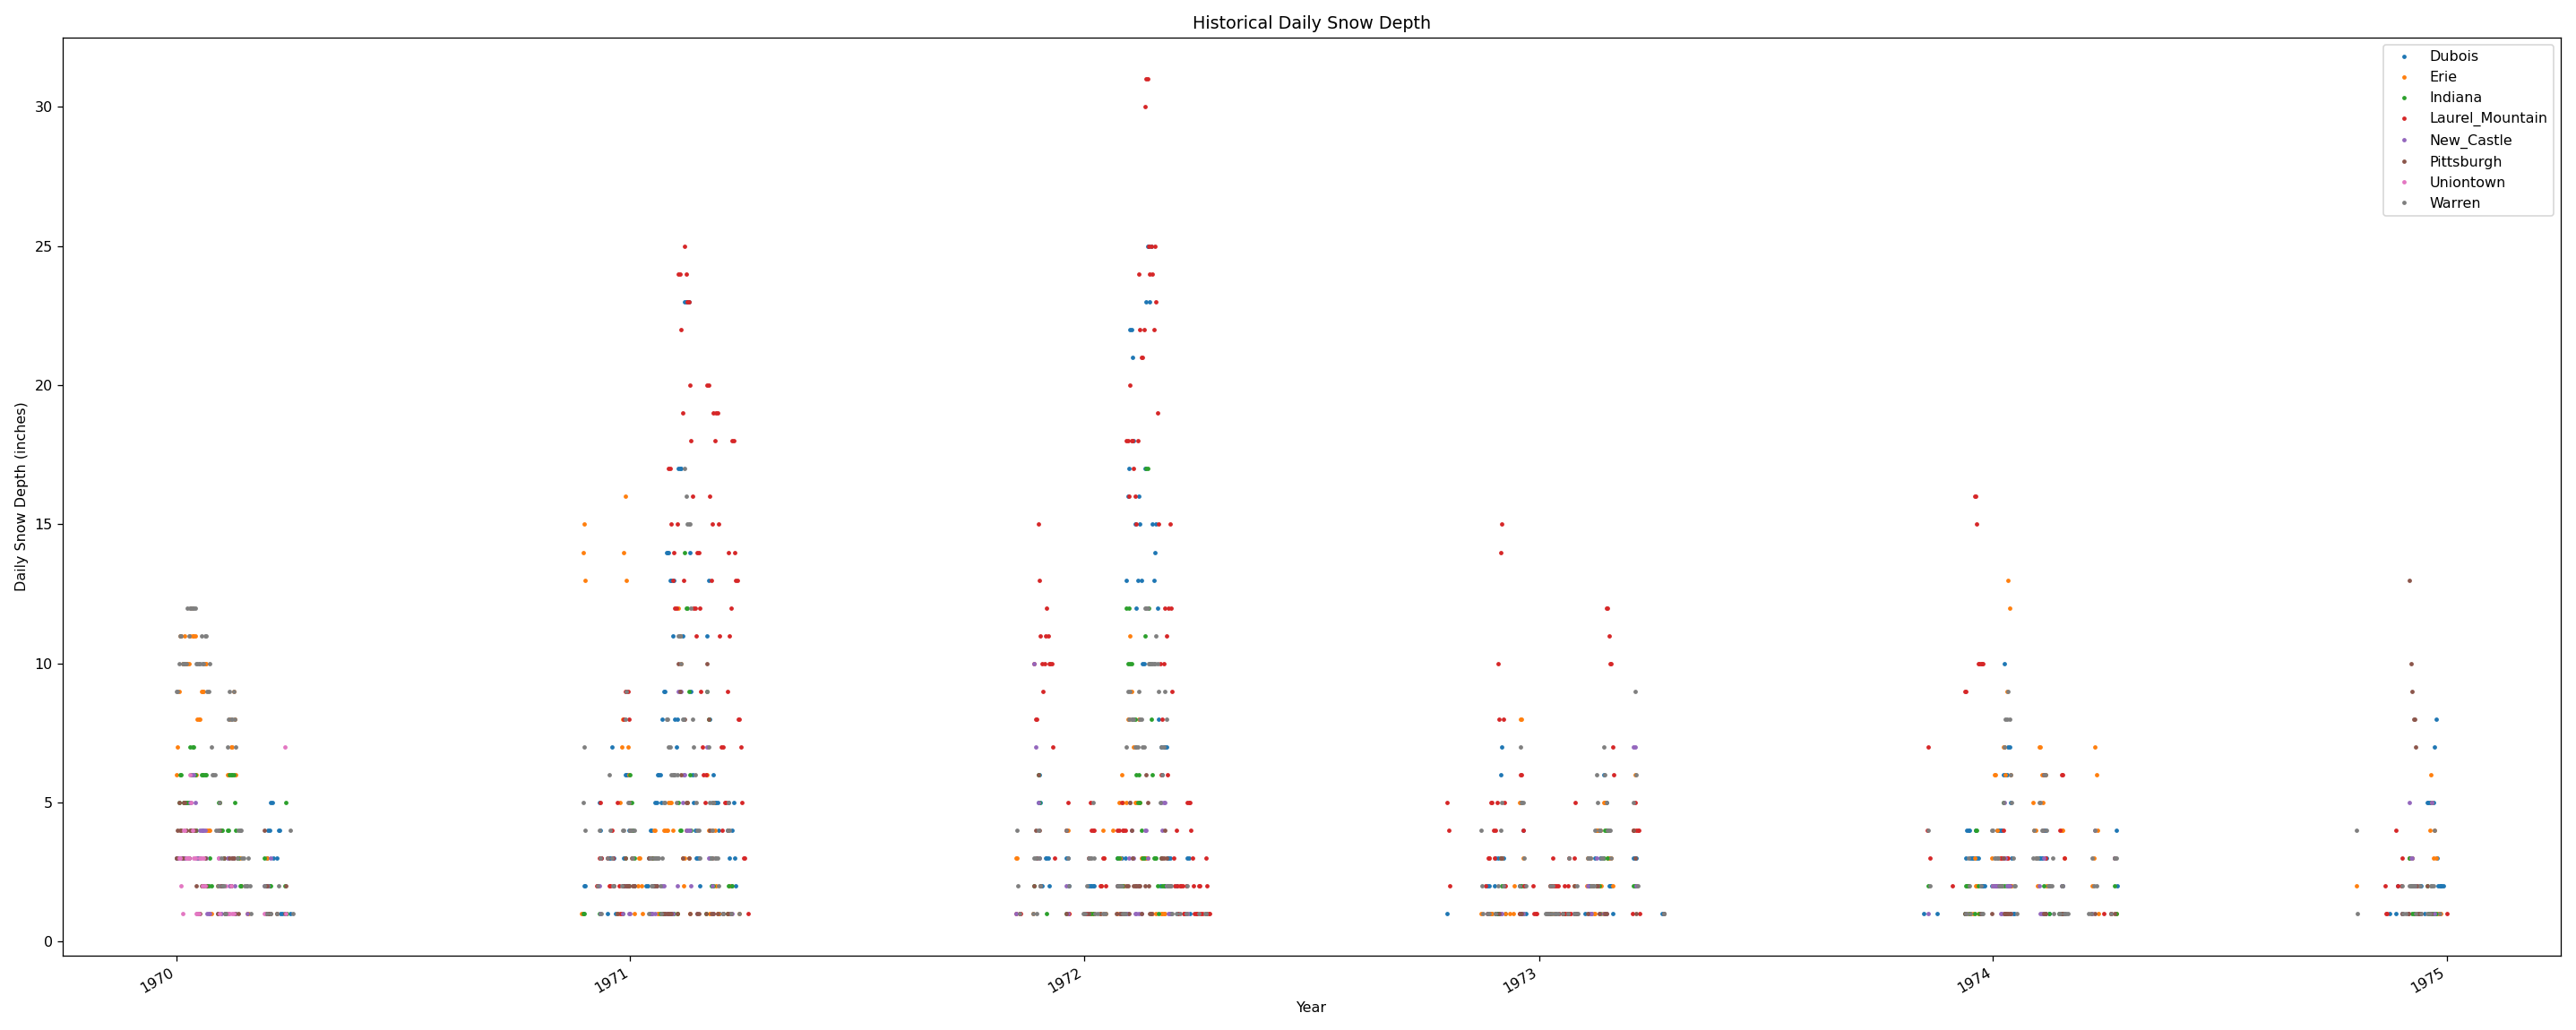 Historical Daily Snow Depth
Dubois
Erie
Indiana
Laurel_Mountain
New_Castle
Pittsburgh
Uniontown
Warren
Daily Snow Depth (inches)
30
25
20
15
10
5
0
1970
1971
1972
1973
1974
1975
Year